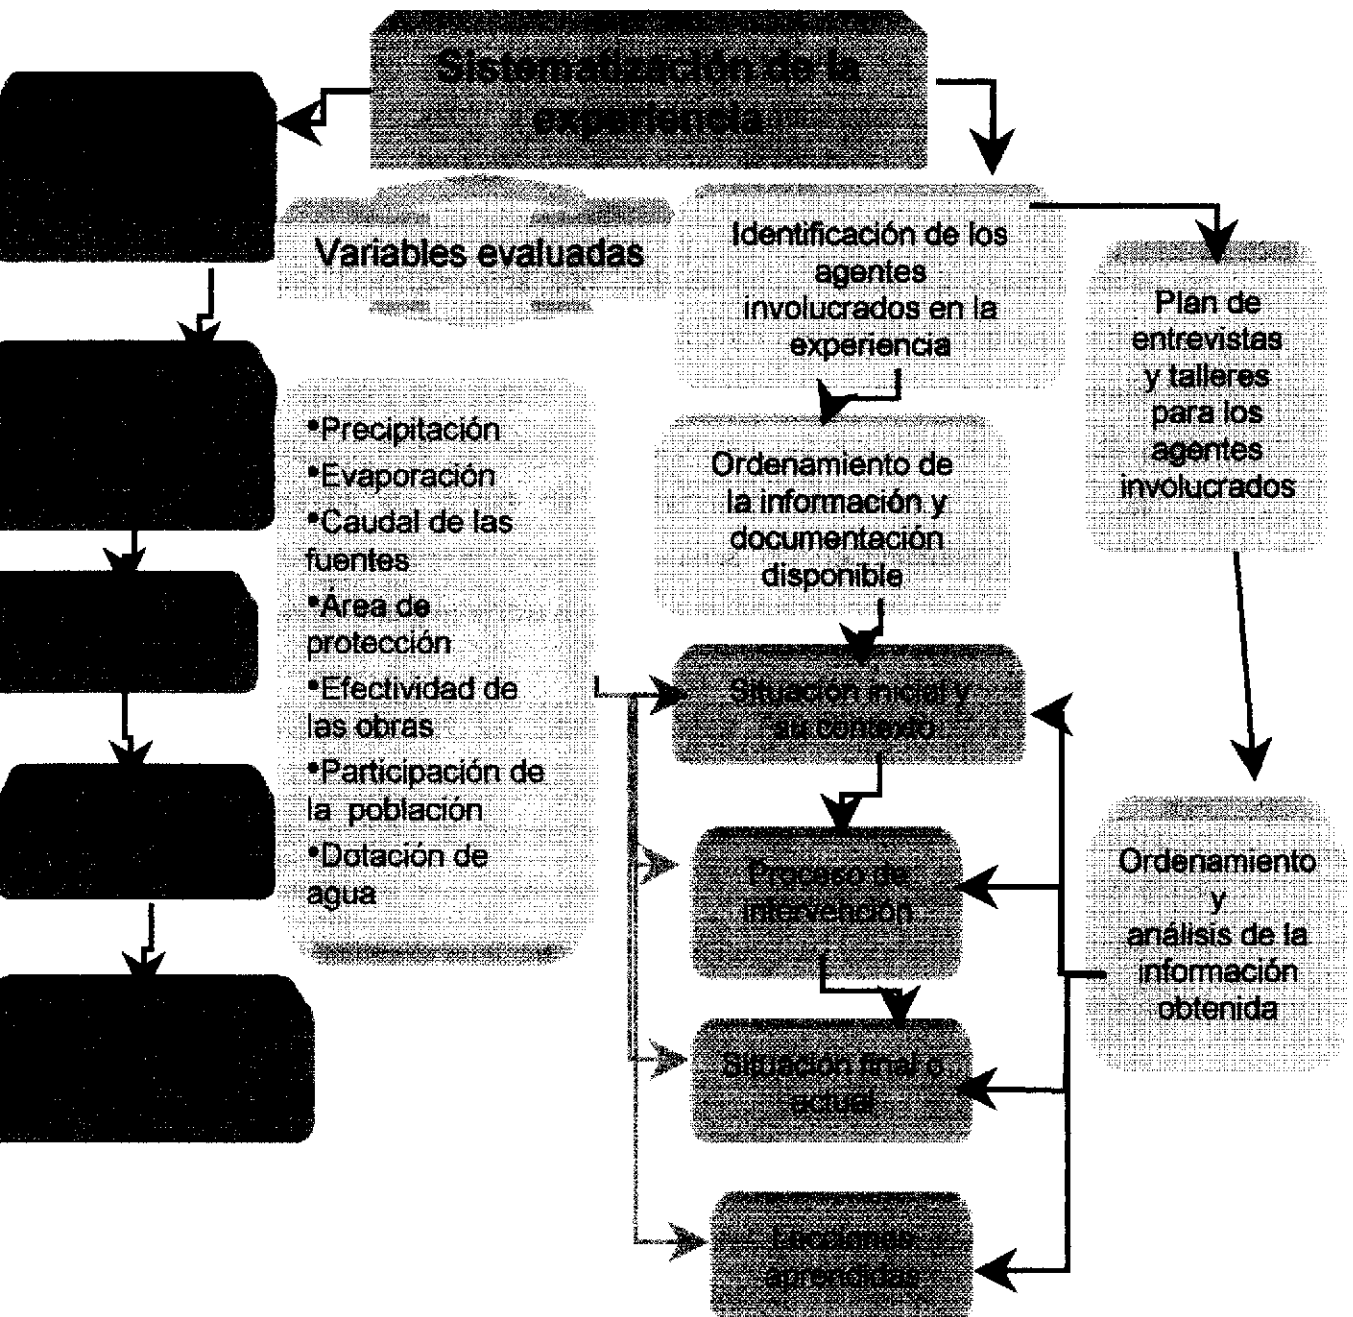 Sistematización de la
experiencia
Variables evaluadas
•Precipitación
•Evaporación
•Caudal de las
fuentes
•Área de
protección
•Efectividad de
las obras
•Participación de
la población
•Dotación de
agua
Identificación de los
agentes
involucrados en la
experiencia
Ordenamiento de
la información y
documentación
disponible
Situación inicial y
su contexto
Proceso de
intervención
Situación final o
actual
Lecciones
aprendidas
Plan de
entrevistas
y talleres
para los
agentes
involucrados
Ordenamiento
y
análisis de la
información
obtenida